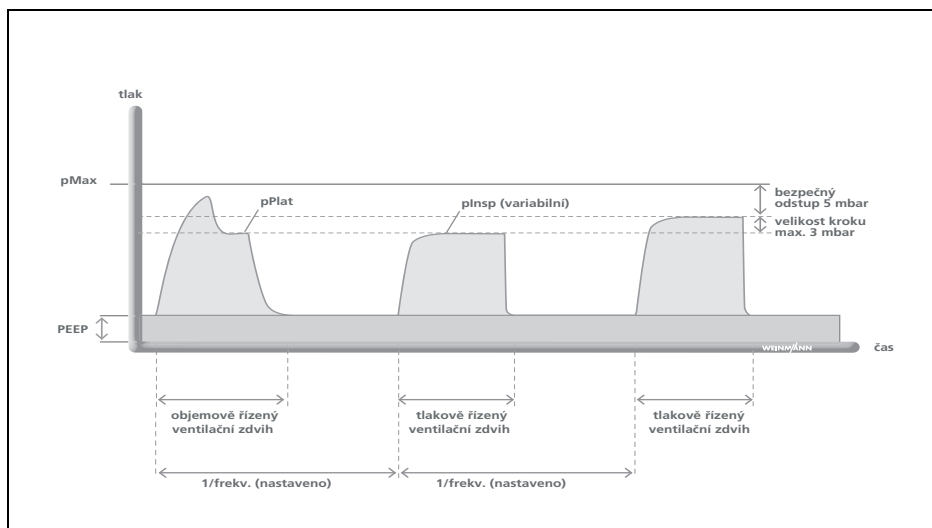 tlak
pMax
pPlat
pInsp (variabilní)
bezpečný
odstup 5 mbar
velikost kroku
max. 3 mbar
PEEP
WEINMANN
čas
objemově řízený
ventilační zdvih
tlakově řízený
ventilační zdvih
tlakově řízený
ventilační zdvih
1/frekv. (nastaveno)
1/frekv. (nastaveno)